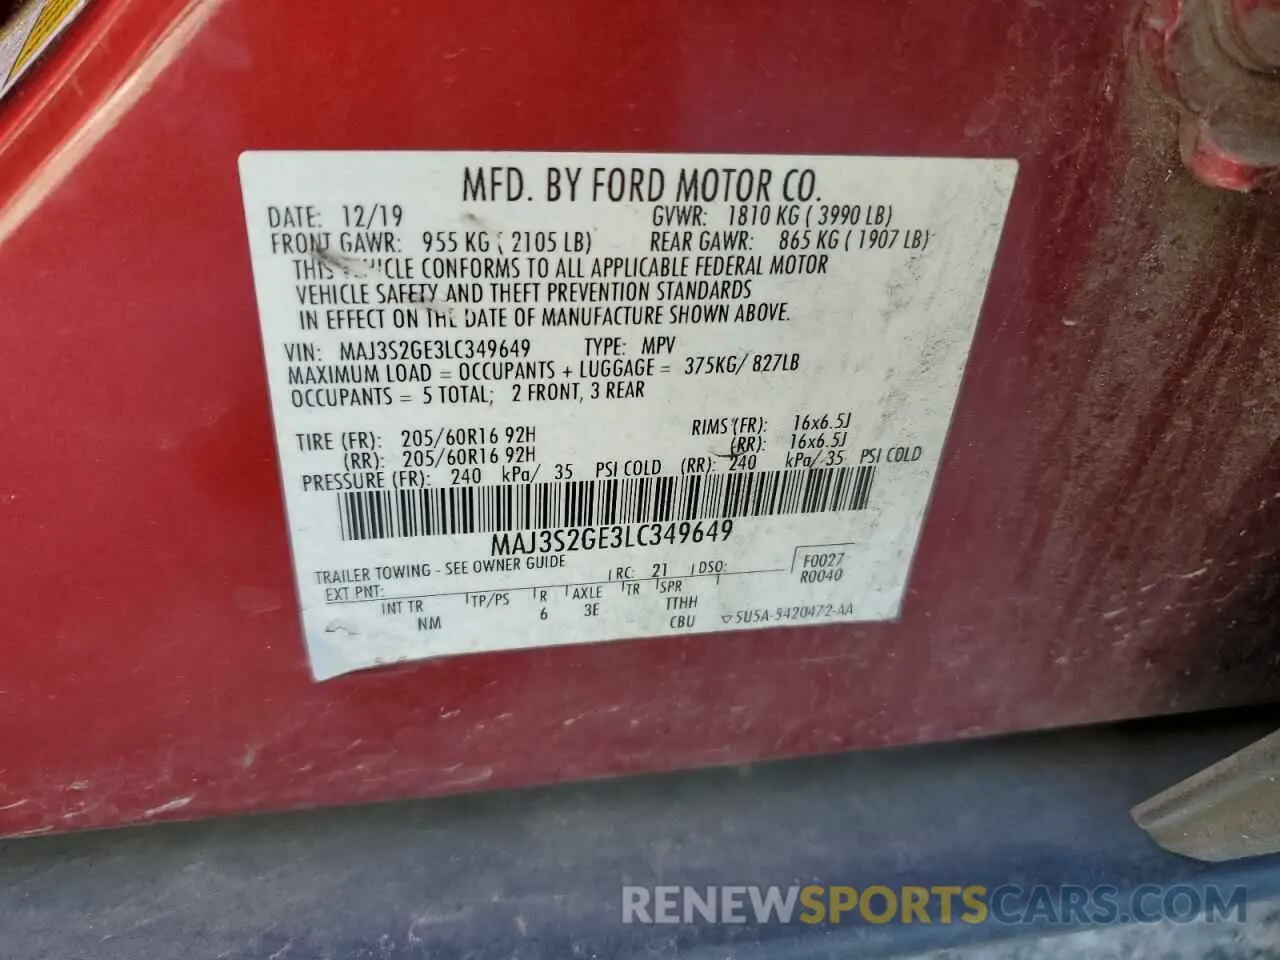 MFD. BY FORD MOTOR CO.
DATE: 12/19 GVWR: 1810 KG ( 3990 LB)
FRONT GAWR: 955 KG ( 2105 LB) REAR GAWR: 865 KG ( 1907 LB)
THIS VEHICLE CONFORMS TO ALL APPLICABLE FEDERAL MOTOR
VEHICLE SAFETY AND THEFT PREVENTION STANDARDS
IN EFFECT ON THE DATE OF MANUFACTURE SHOWN ABOVE.
VIN: MAJ3S2GE3LC349649 TYPE: MPV
MAXIMUM LOAD = OCCUPANTS + LUGGAGE = 375KG/ 827LB
OCCUPANTS = 5 TOTAL; 2 FRONT, 3 REAR
TIRE (FR): 205/60R16 92H RIMS (FR): 16x6.5J
(RR): 205/60R16 92H (RR): 16x6.5J
PRESSURE (FR): 240 kPa/ 35 PSI COLD (RR): 240 kPa/ 35 PSI COLD
MAJ3S2GE3LC349649
TRAILER TOWING - SEE OWNER GUIDE
EXT PNT: RC: 21 DSO: F0027
R0040
INT TR TP/PS R AXLE TR SPR
NM 6 3E TTHH
CBU 5U5A-5420472-AA
RENEWSPORTSCARS.COM